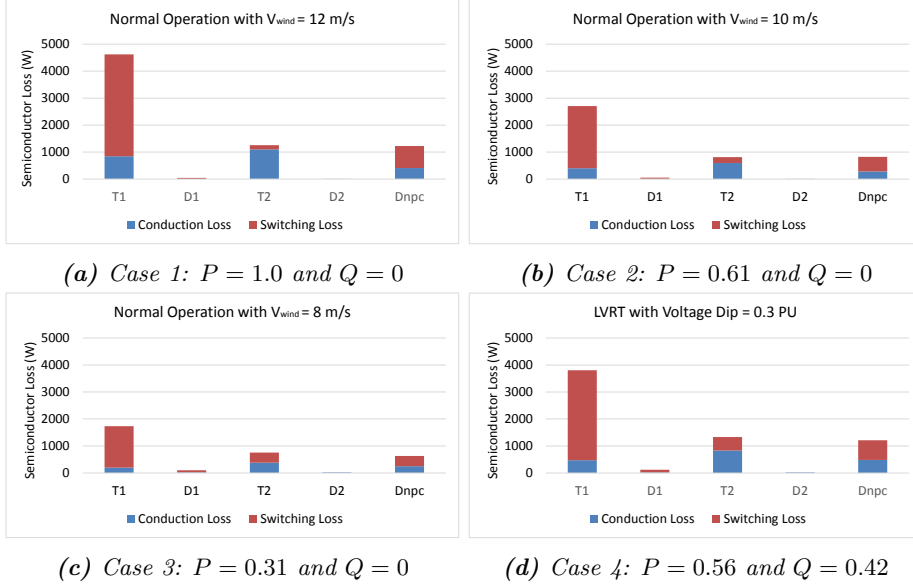 Normal Operation with Vwind = 12 m/s
Semiconductor Loss (W)
5000
4000
3000
2000
1000
0
T1 D1 T2 D2 Dnpc
Conduction Loss Switching Loss
(a) Case 1: P = 1.0 and Q = 0
Normal Operation with Vwind = 10 m/s
Semiconductor Loss (W)
5000
4000
3000
2000
1000
0
T1 D1 T2 D2 Dnpc
Conduction Loss Switching Loss
(b) Case 2: P = 0.61 and Q = 0
Normal Operation with Vwind = 8 m/s
Semiconductor Loss (W)
5000
4000
3000
2000
1000
0
T1 D1 T2 D2 Dnpc
Conduction Loss Switching Loss
(c) Case 3: P = 0.31 and Q = 0
LVRT with Voltage Dip = 0.3 PU
Semiconductor Loss (W)
5000
4000
3000
2000
1000
0
T1 D1 T2 D2 Dnpc
Conduction Loss Switching Loss
(d) Case 4: P = 0.56 and Q = 0.42